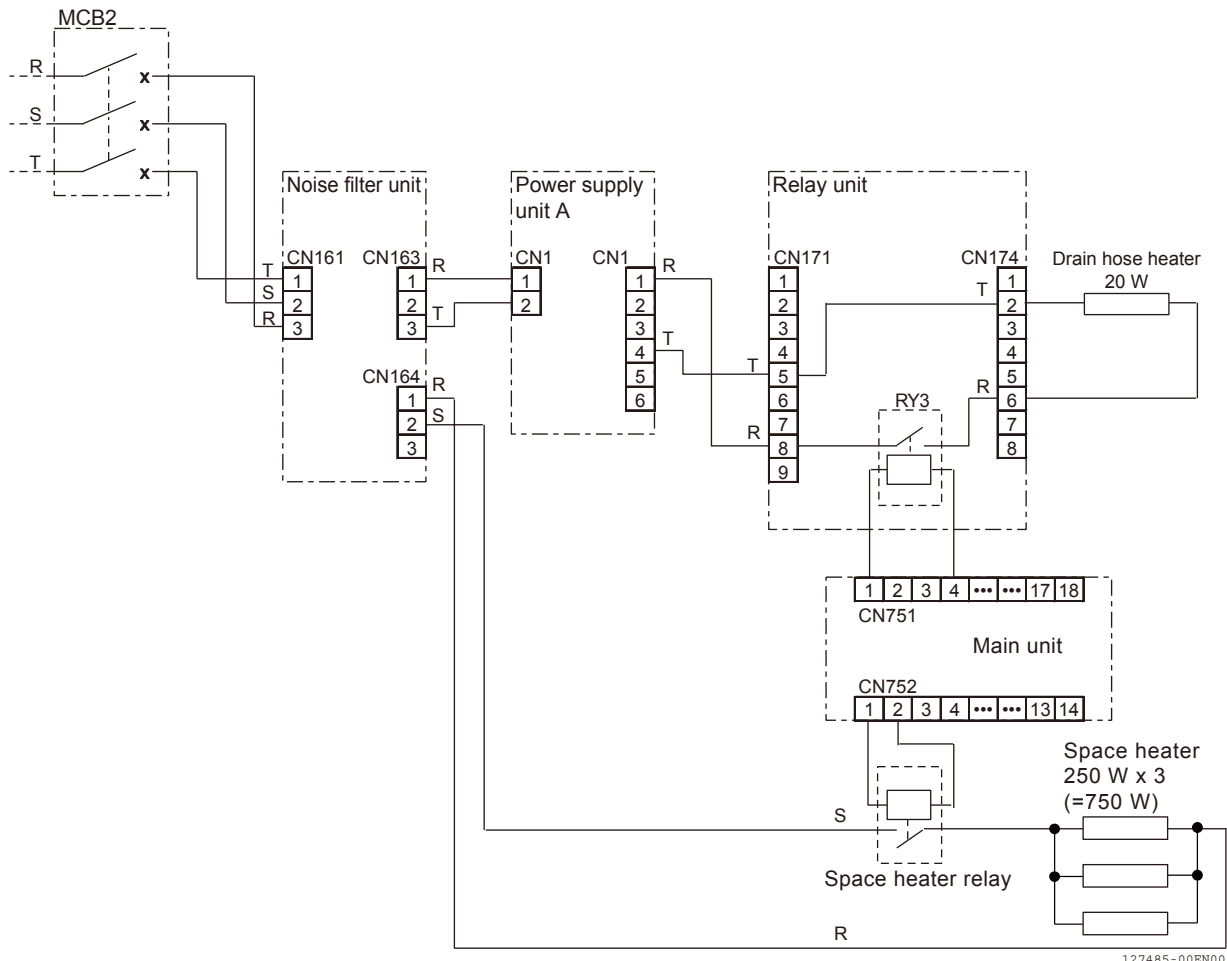 MCB2
R
S
T
x
x
x
Noise filter unit
Power supply
unit A
Relay unit
CN161
CN163
CN1
CN1
CN171
CN174
Drain hose heater
20 W
T
S
R
1
2
3
1
2
3
R
T
1
2
1
2
3
4
5
6
R
T
T
R
1
2
3
4
5
6
7
8
9
T
R
RY3
1
2
3
4
5
6
7
8
CN164
1
2
3
R
S
1 2 3 4 ••• ••• 17 18
CN751
Main unit
CN752
1 2 3 4 ••• ••• 13 14
Space heater
250 W x 3
(=750 W)
S
Space heater relay
R
127485-00EN00